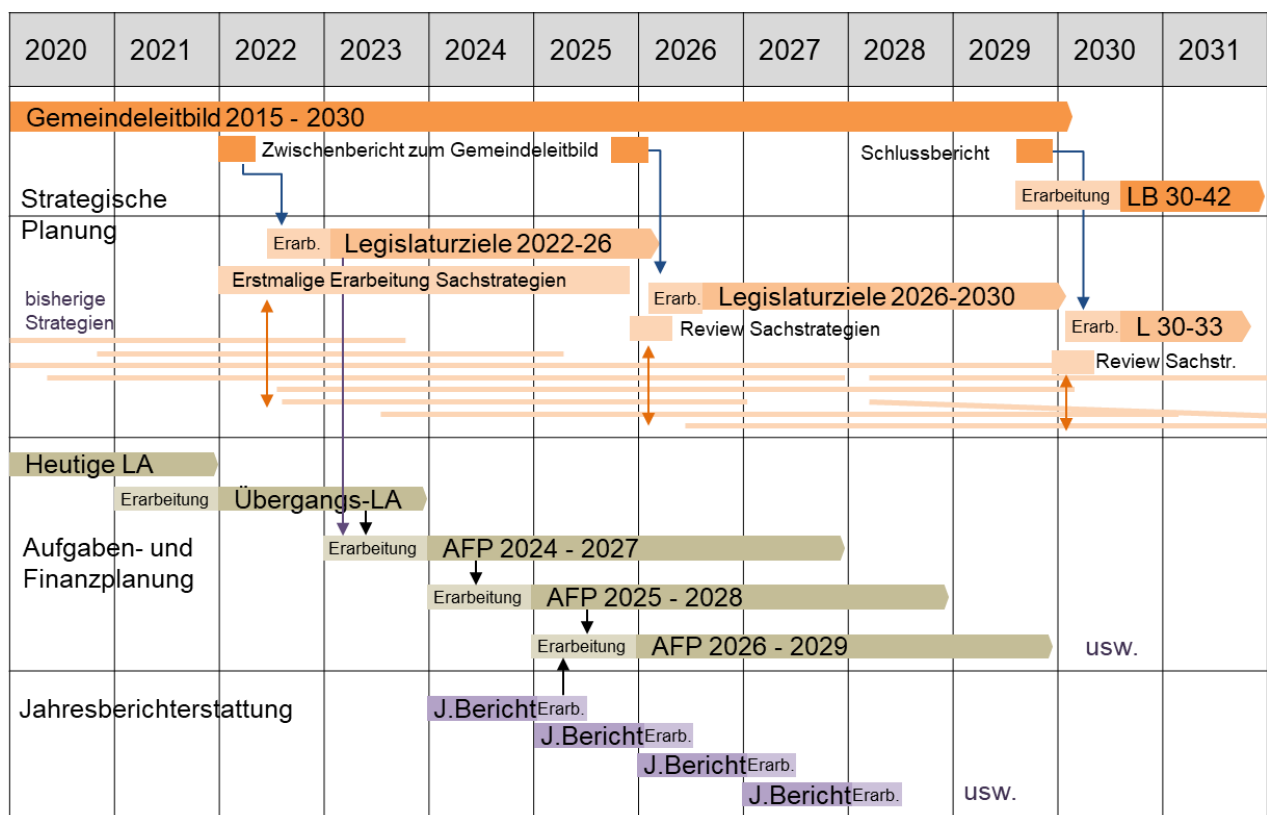 2020 2021 2022 2023 2024 2025 2026 2027 2028 2029 2030 2031
Gemeindeleitbild 2015 - 2030
Zwischenbericht zum Gemeindeleitbild
Schlussbericht
Strategische
Planung
Erarbeitung LB 30-42
Erarb. Legislaturziele 2022-26
Erstmalige Erarbeitung Sachstrategien
bisherige
Strategien
Erarb. Legislaturziele 2026-2030
Review Sachstrategien
Erarb. L 30-33
Review Sachstr.
Heutige LA
Erarbeitung Übergangs-LA
Aufgaben- und
Finanzplanung
Erarbeitung AFP 2024 - 2027
Erarbeitung AFP 2025 - 2028
Erarbeitung AFP 2026 - 2029
usw.
Jahresberichterstattung
J.Bericht Erarb.
J.Bericht Erarb.
J.Bericht Erarb.
J.Bericht Erarb.
usw.